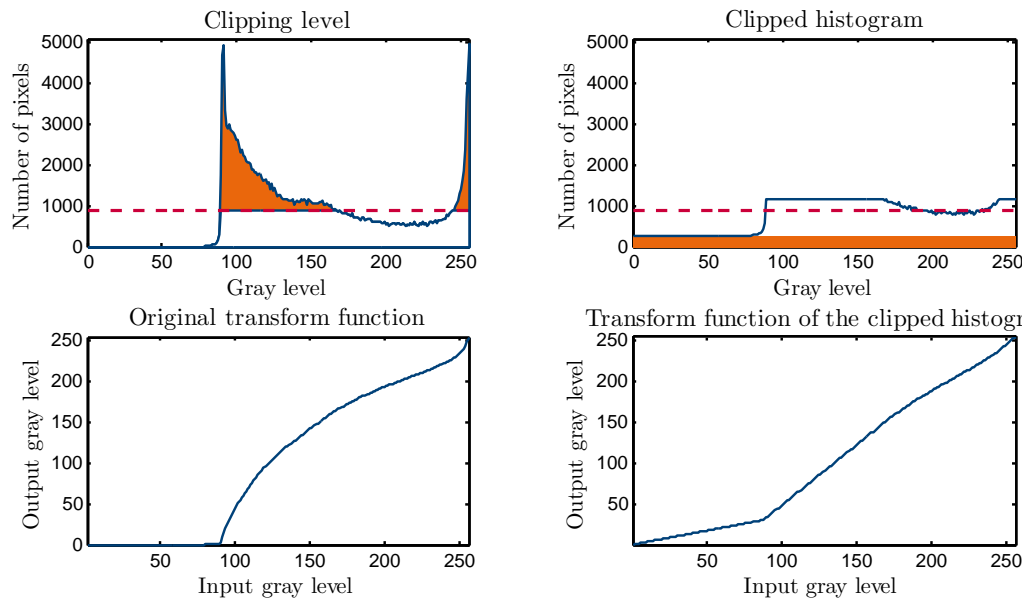 Clipping level
Number of pixels
5000
4000
3000
2000
1000
0
0 50 100 150 200 250
Gray level
Clipped histogram
Number of pixels
5000
4000
3000
2000
1000
0
0 50 100 150 200 250
Gray level
Original transform function
Output gray level
250
200
150
100
50
0
50 100 150 200 250
Input gray level
Transform function of the clipped histogr
Output gray level
250
200
150
100
50
0
50 100 150 200 250
Input gray level